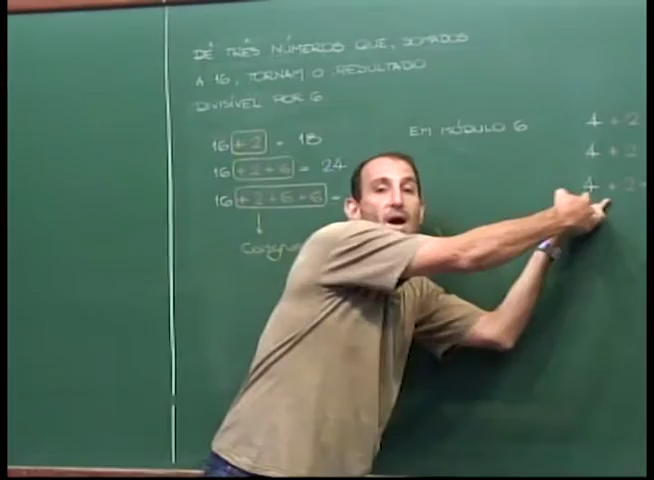 DÊ TRÊS NÚMEROS QUE, SOMADOS
A 16, TORNAM O RESULTADO
DIVISÍVEL POR 6
16 + 2 = 18
16 + 2 + 6 = 24
16 + 2 + 6 + 6 =
EM MÓDULO 6
4 + 2
4 + 2
4 + 2